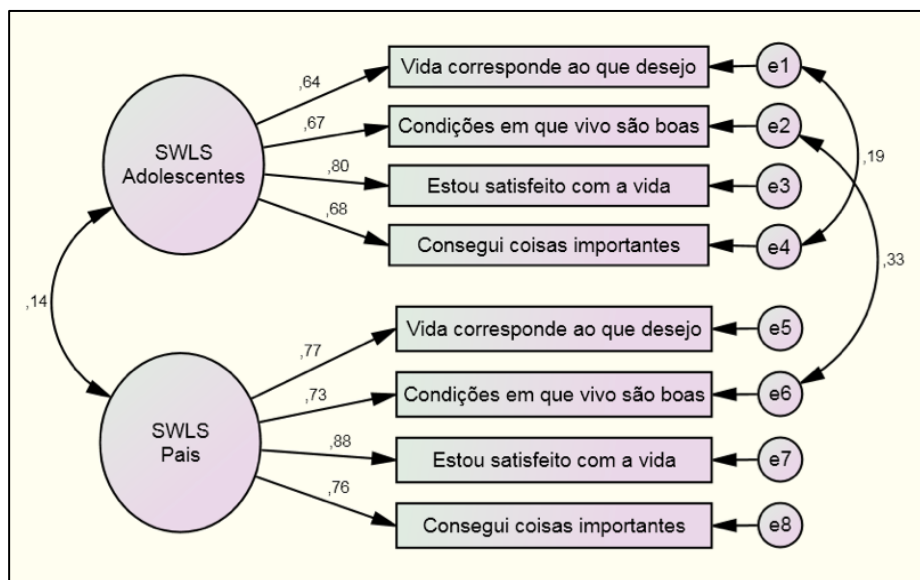 Vida corresponde ao que desejo
e1
,64
Condições em que vivo são boas
e2
,67
SWLS
Adolescentes
,19
,80
Estou satisfeito com a vida
e3
,68
Consegui coisas importantes
e4
,33
,14
Vida corresponde ao que desejo
e5
,77
Condições em que vivo são boas
e6
,73
SWLS
Pais
,88
Estou satisfeito com a vida
e7
,76
Consegui coisas importantes
e8